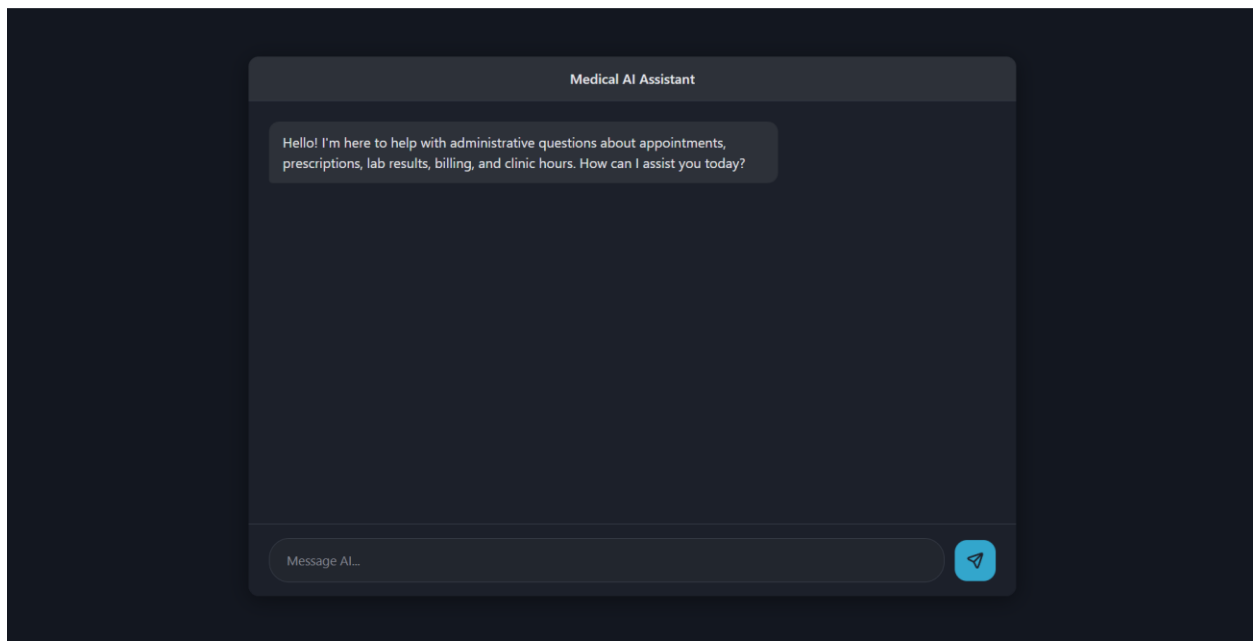 Medical AI Assistant
Hello! I'm here to help with administrative questions about appointments,
prescriptions, lab results, billing, and clinic hours. How can I assist you today?
Message AI...